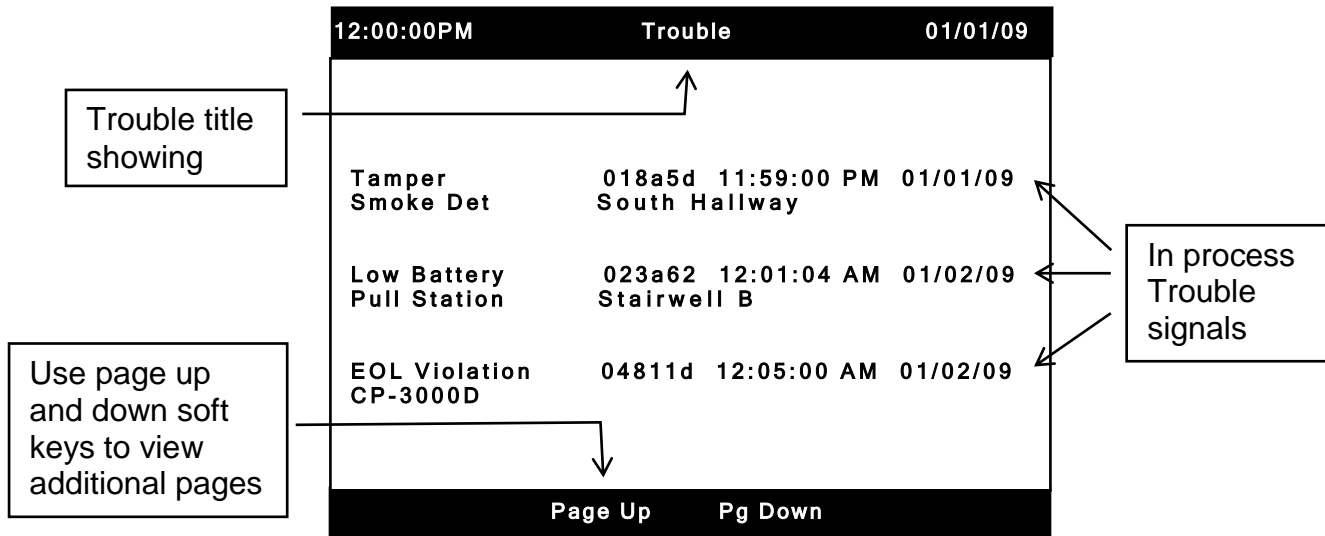 12:00:00PM Trouble 01/01/09
Trouble title
showing
Tamper 018a5d 11:59:00 PM 01/01/09
Smoke Det South Hallway
Low Battery 023a62 12:01:04 AM 01/02/09
Pull Station Stairwell B
In process
Trouble
signals
EOL Violation 04811d 12:05:00 AM 01/02/09
CP-3000D
Use page up
and down soft
keys to view
additional pages
Page Up Pg Down